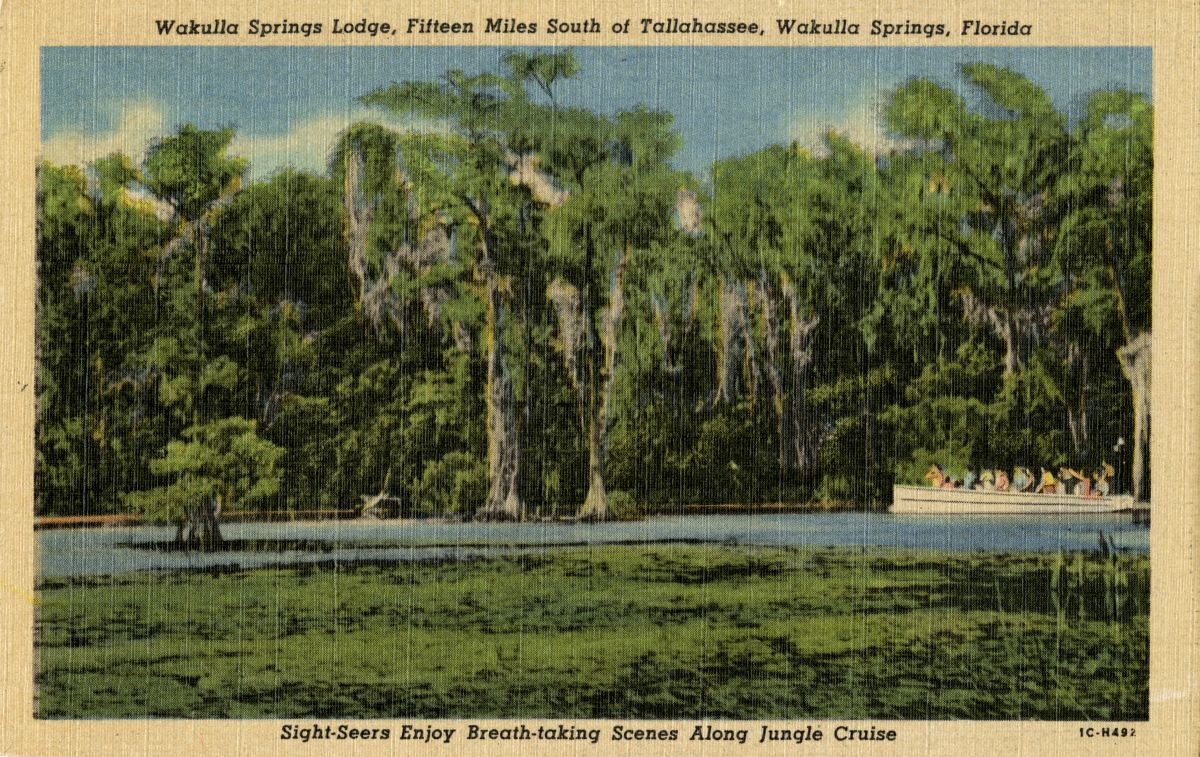 Wakulla Springs Lodge, Fifteen Miles South of Tallahassee, Wakulla Springs, Florida
Sight-Seers Enjoy Breath-taking Scenes Along Jungle Cruise
1C-H492